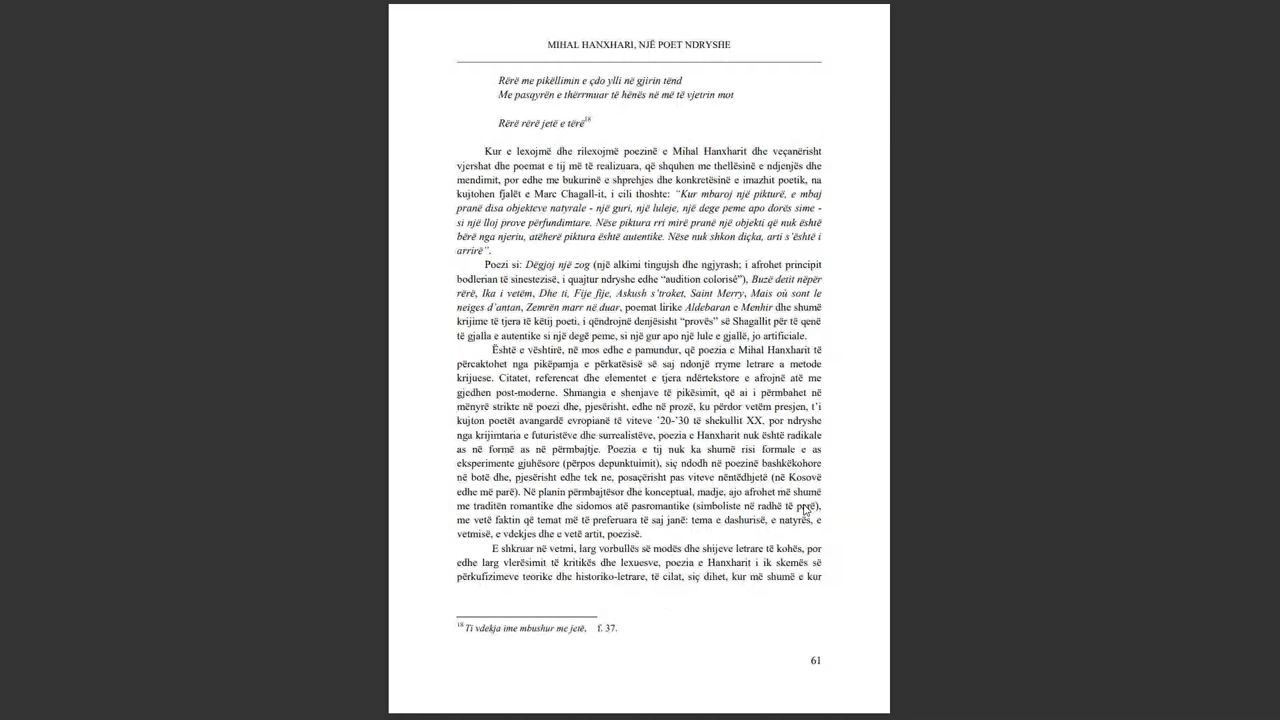 MIHAL HANXHARI, NJË POET NDRYSHE
Rërë me pikëllimin e çdo ylli në gjirin tënd
Me pasqyrën e thërrmuar të hënës në më të vjetrin mot
Rërë rërë jetë e tërë18
Kur e lexojmë dhe rilexojmë poezinë e Mihal Hanxharit dhe veçanërisht
vjershat dhe poemat e tij më të realizuara, që shquhen me thellësinë e ndjenjës dhe
mendimit, por edhe me bukurinë e shprehjes dhe konkretësinë e imazhit poetik, na
kujtohen fjalët e Marc Chagall-it, i cili thoshte: “Kur mbaroj një pikturë, e mbaj
pranë disa objekteve natyrale - një guri, një luleje, një dege peme apo dorës sime -
si një lloj prove përfundimtare. Nëse piktura rri mirë pranë një objekti që nuk është
bërë nga njeriu, atëherë piktura është autentike. Nëse nuk shkon diçka, arti s’është i
arrirë”.
Poezi si: Dëgjoj një zog (një alkimi tingujsh dhe ngjyrash; i afrohet principit
bodlerian të sinestezisë, i quajtur ndryshe edhe “audition colorisé”), Buzë detit nëpër
rërë, Ika i vetëm, Dhe ti, Fije fije, Askush s’troket, Saint Merry, Mais où sont le
neiges d’antan, Zemrën marr në duar, poemat lirike Aldebaran e Menhir dhe shumë
krijime të tjera të këtij poeti, i qëndrojnë denjësisht “provës” së Shagallit për të qenë
të gjalla e autentike si një degë peme, si një gur apo një lule e gjallë, jo artificiale.
Është e vështirë, në mos edhe e pamundur, që poezia e Mihal Hanxharit të
përcaktohet nga pikëpamja e përkatësisë së saj ndonjë rryme letrare a metode
krijuese. Citatet, referencat dhe elementet e tjera ndërtekstore e afrojnë atë me
gjedhen post-moderne. Shmangia e shenjave të pikësimit, që ai i përmbahet në
mënyrë strikte në poezi dhe, pjesërisht, edhe në prozë, ku përdor vetëm presjen, t’i
kujton poetët avangardë evropianë të viteve ’20-’30 të shekullit XX, por ndryshe
nga krijimtaria e futuristëve dhe surrealistëve, poezia e Hanxharit nuk është radikale
as në formë as në përmbajtje. Poezia e tij nuk ka shumë risi formale e as
eksperimente gjuhësore (përpos depunktuimit), siç ndodh në poezinë bashkëkohore
në botë dhe, pjesërisht edhe tek ne, posaçërisht pas viteve nëntëdhjetë (në Kosovë
edhe më parë). Në planin përmbajtësor dhe konceptual, madje, ajo afrohet më shumë
me traditën romantike dhe sidomos atë pasromantike (simboliste në radhë të parë),
me vetë faktin që temat më të preferuara të saj janë: tema e dashurisë, e natyrës, e
vetmisë, e vdekjes dhe e vetë artit, poezisë.
E shkruar në vetmi, larg vorbullës së modës dhe shijeve letrare të kohës, por
edhe larg vlerësimit të kritikës dhe lexuesve, poezia e Hanxharit i ik skemës së
përkufizimeve teorike dhe historiko-letrare, të cilat, siç dihet, kur më shumë e kur
18 Ti vdekja ime mbushur me jetë, f. 37.
61